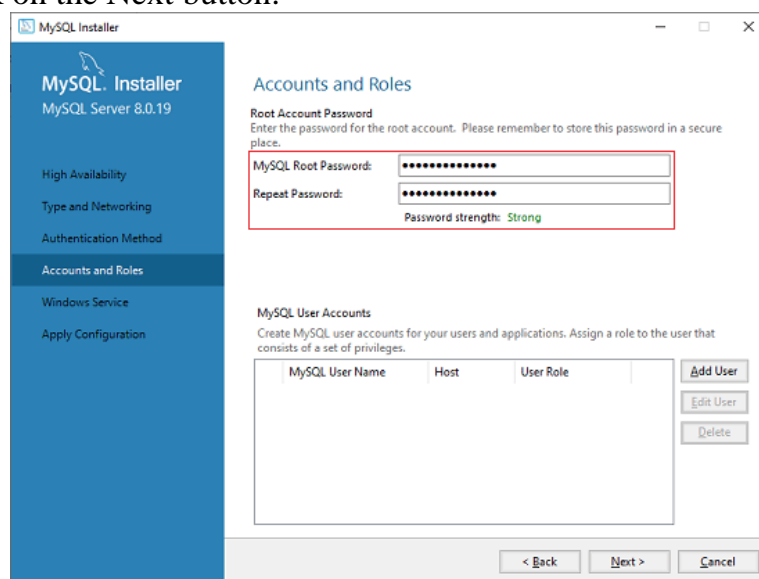 on the Next button.
MySQL Installer
MySQL. Installer
MySQL Server 8.0.19
High Availability
Type and Networking
Authentication Method
Accounts and Roles
Windows Service
Apply Configuration
Accounts and Roles
Root Account Password
Enter the password for the root account. Please remember to store this password in a secure
place.
MySQL Root Password: ●●●●●●●●●●●●●●
Repeat Password: ●●●●●●●●●●●●●●
Password strength: Strong
MySQL User Accounts
Create MySQL user accounts for your users and applications. Assign a role to the user that
consists of a set of privileges.
MySQL User Name Host User Role
Add User
Edit User
Delete
< Back Next > Cancel